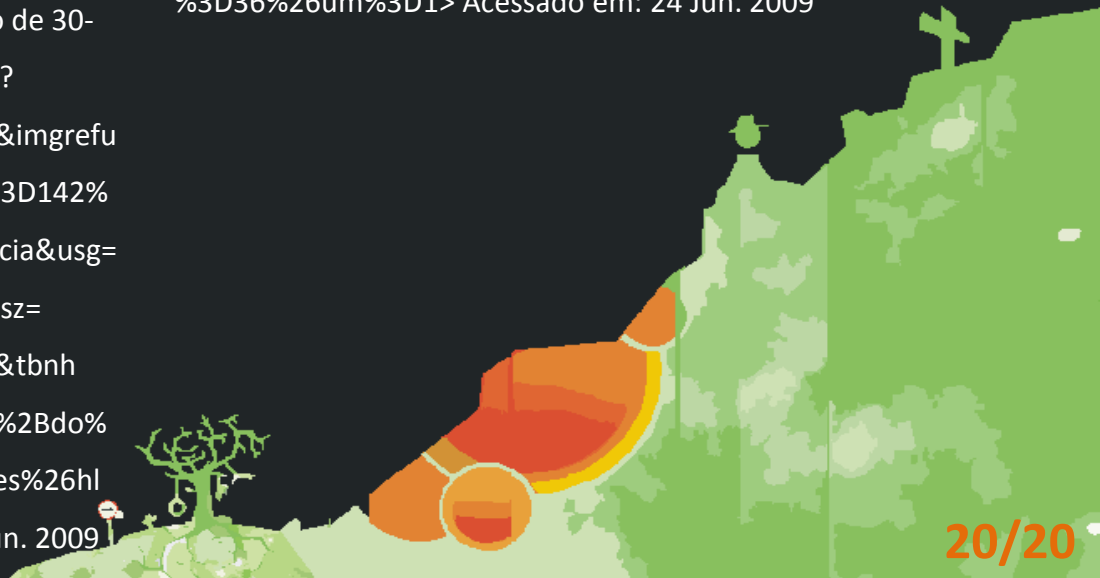 %3D36%26um%3D1> Acessado em: 24 Jun. 2009
o de 30-
?
&imgrefu
3D142%
cia&usg=
sz=
&tbnh
%2Bdo%
es%26hl
un. 2009
20/20